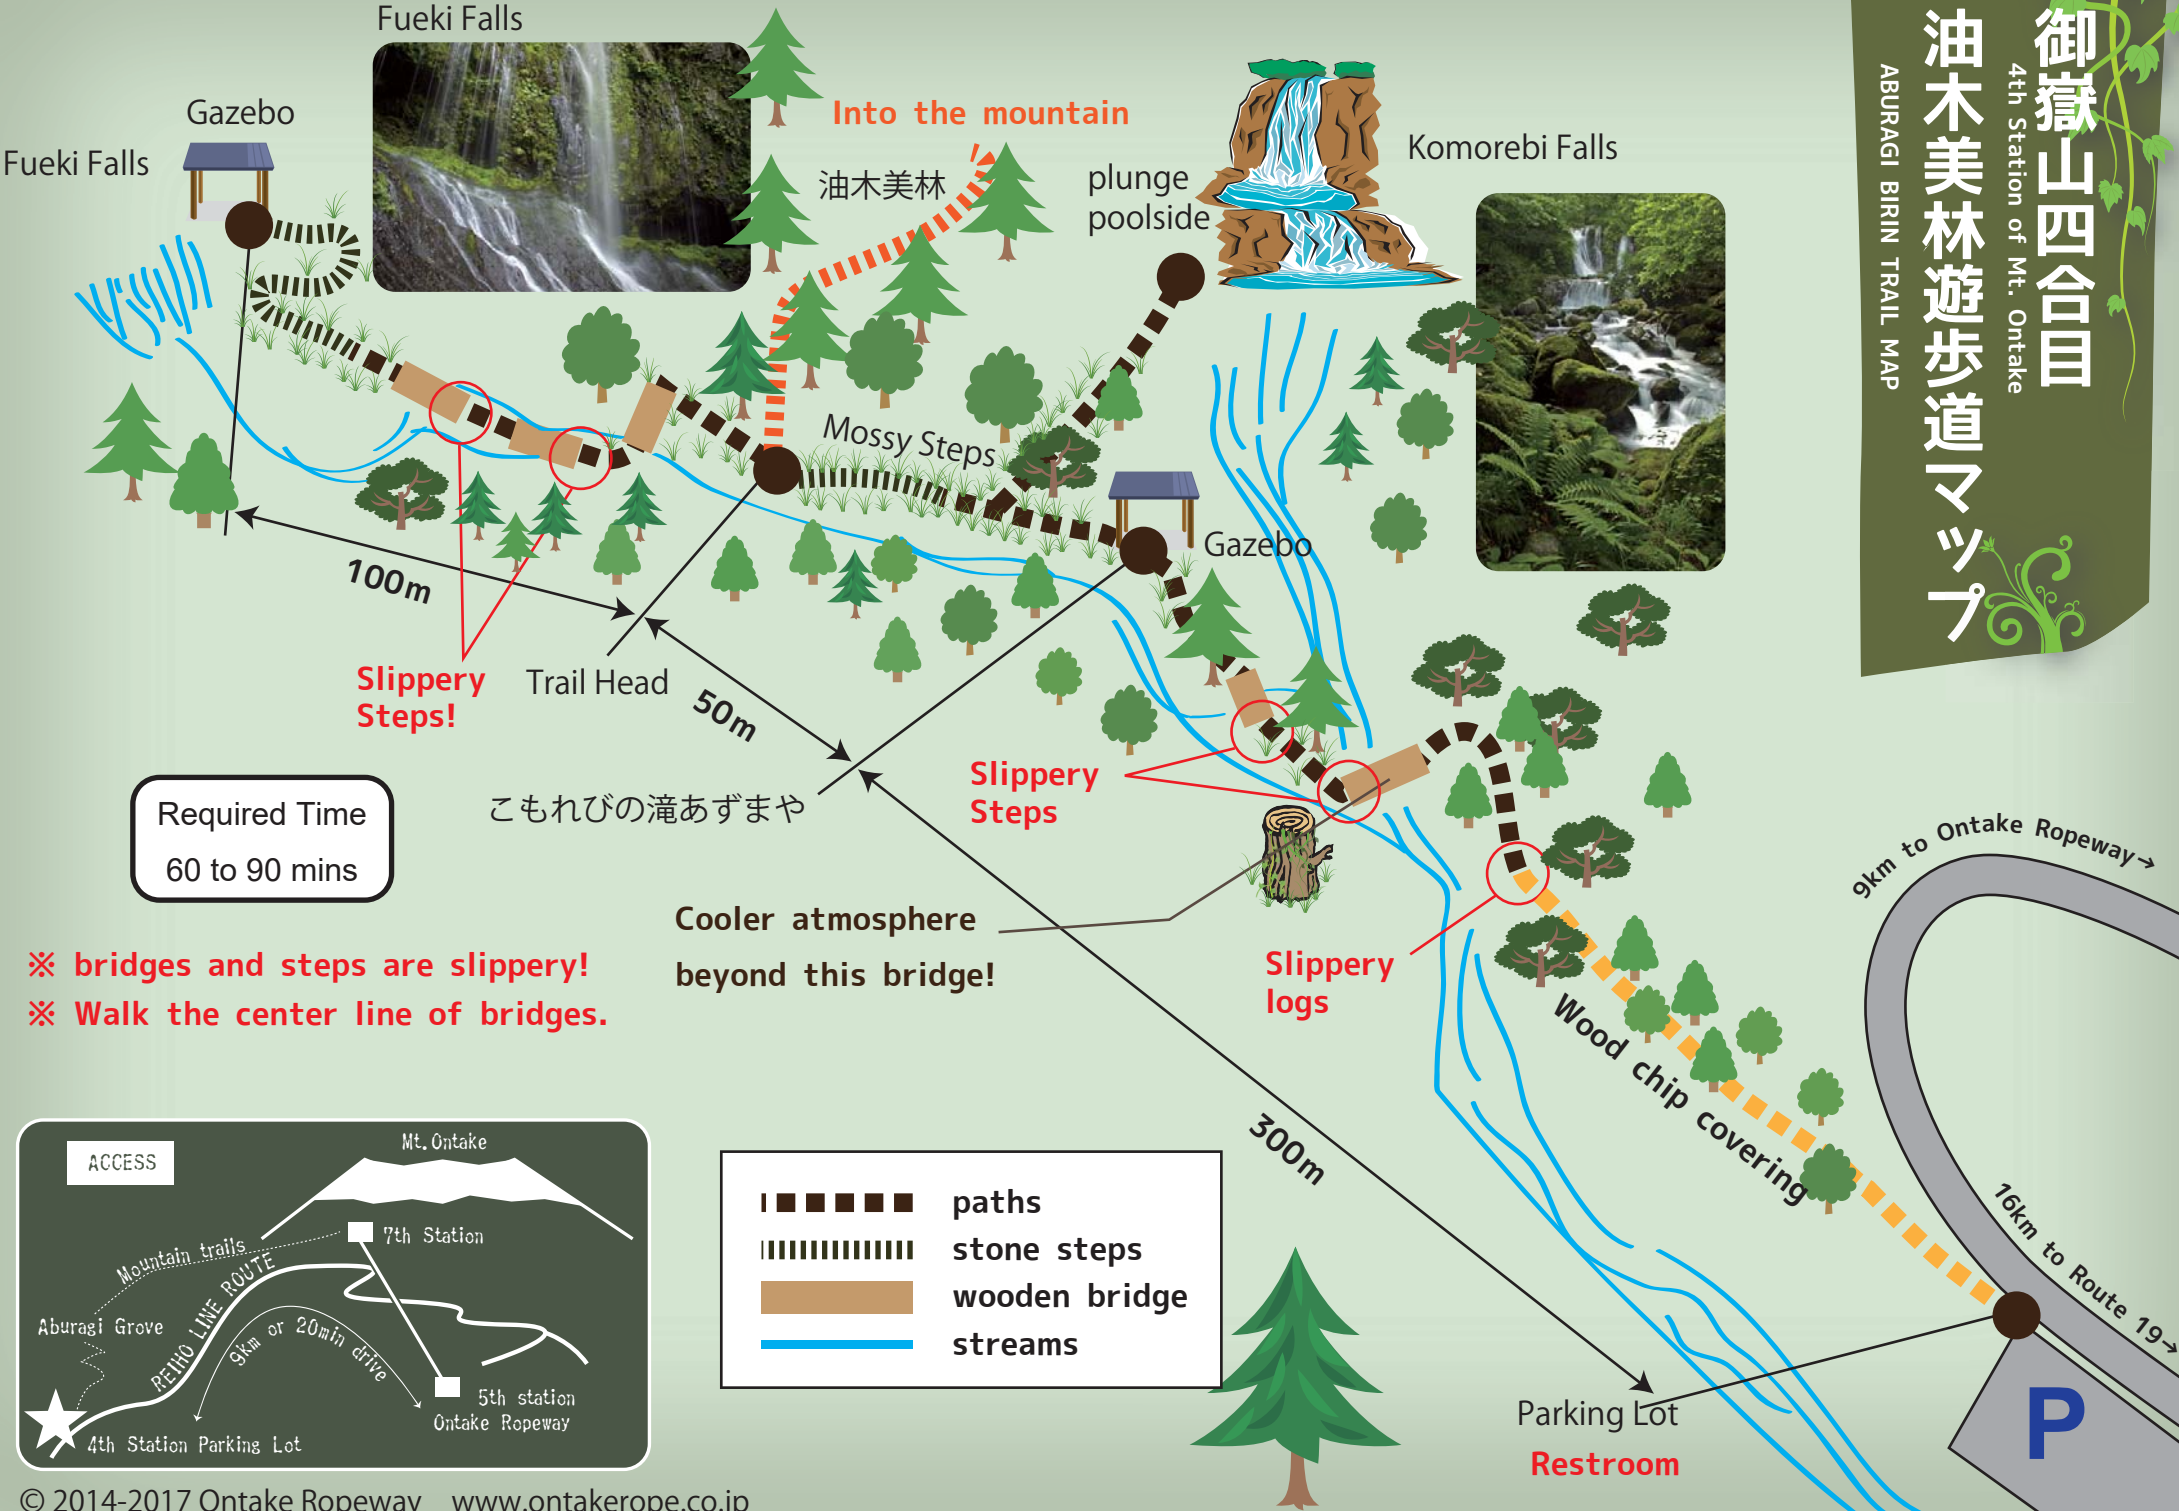 御嶽山四合目
4th Station of Mt. Ontake
油木美林遊歩道マップ
ABURAGI BIRIN TRAIL MAP
Fueki Falls
Gazebo
Fueki Falls
Into the mountain
油木美林
plunge
poolside
Komorebi Falls
Mossy Steps
Gazebo
100m
Slippery
Steps!
Trail Head
50m
こもれびの滝あずまや
Slippery
Steps
Required Time
60 to 90 mins
Cooler atmosphere
beyond this bridge!
※ bridges and steps are slippery!
※ Walk the center line of bridges.
Slippery
logs
Wood chip covering
9km to Ontake Ropeway→
16km to Route 19→
300m
Parking Lot
Restroom
P
paths
stone steps
wooden bridge
streams
ACCESS
Mt.Ontake
7th Station
Mountain trails
REIHO LINE ROUTE
Aburagi Grove
9km or 20min drive
5th station
Ontake Ropeway
4th Station Parking Lot
© 2014-2017 Ontake Ropeway www.ontakerope.co.jp